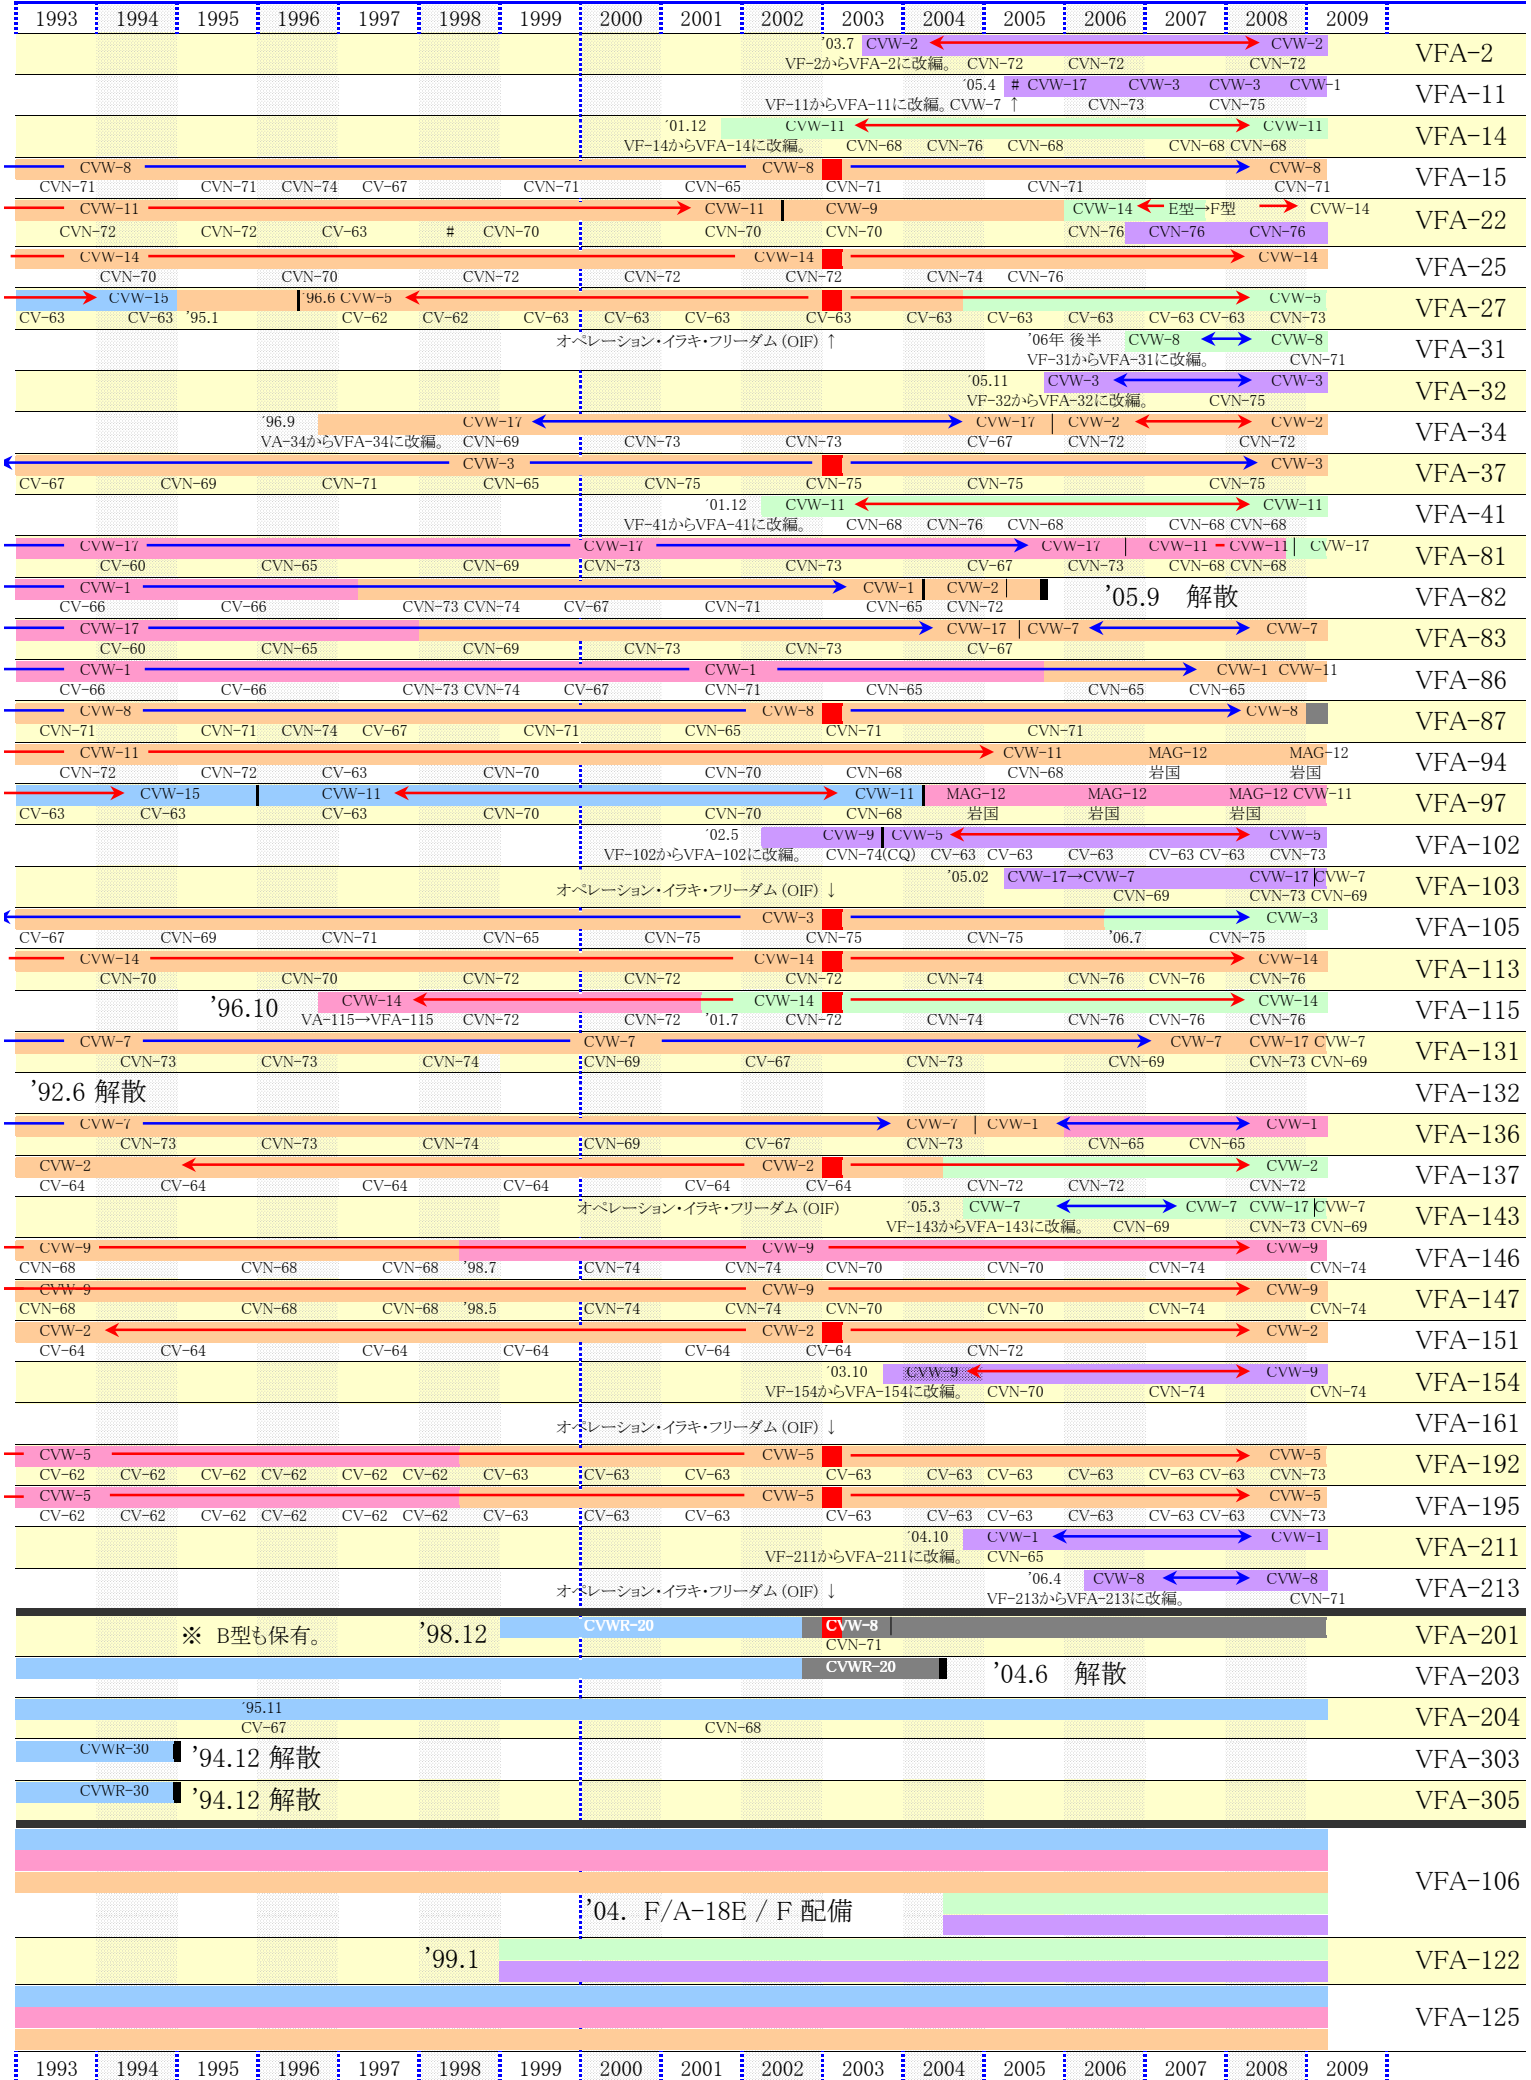 1993 1994 1995 1996 1997 1998 1999 2000 2001 2002 2003 2004 2005 2006 2007 2008 2009
'03.7 CVW-2 CVW-2
VFA-2
VF-2からVFA-2に改編。 CVN-72 CVN-72 CVN-72
'05.4 # CVW-17 CVW-3 CVW-3 CVW-1
VFA-11
VF-11からVFA-11に改編。 CVW-7 ↑ CVN-73 CVN-75
'01.12 CVW-11 CVW-11
VFA-14
VF-14からVFA-14に改編。 CVN-68 CVN-76 CVN-68 CVN-68 CVN-68
CVW-8 CVW-8 CVW-8
VFA-15
CVN-71 CVN-71 CVN-74 CV-67 CVN-71 CVN-65 CVN-71 CVN-71 CVN-71
CVW-11 CVW-11 CVW-9 CVW-14 E型→F型 CVW-14
VFA-22
CVN-72 CVN-72 CV-63 # CVN-70 CVN-70 CVN-70 CVN-76 CVN-76 CVN-76
CVW-14 CVW-14 CVW-14
VFA-25
CVN-70 CVN-70 CVN-72 CVN-72 CVN-72 CVN-74 CVN-76
CVW-15 '96.6 CVW-5 CVW-5
VFA-27
CV-63 CV-63 '95.1 CV-62 CV-62 CV-63 CV-63 CV-63 CV-63 CV-63 CV-63 CV-63 CV-63 CV-63 CVN-73
オペレーション・イラキ・フリーダム (OIF) ↑ '06年 後半 CVW-8 CVW-8
VFA-31
VF-31からVFA-31に改編。 CVN-71
'05.11 CVW-3 CVW-3
VFA-32
VF-32からVFA-32に改編。 CVN-75
'96.9 CVW-17 CVW-17 CVW-2 CVW-2
VFA-34
VA-34からVFA-34に改編。 CVN-69 CVN-73 CVN-73 CV-67 CVN-72 CVN-72
CVW-3 CVW-3
VFA-37
CV-67 CVN-69 CVN-71 CVN-65 CVN-75 CVN-75 CVN-75 CVN-75
'01.12 CVW-11 CVW-11
VFA-41
VF-41からVFA-41に改編。 CVN-68 CVN-76 CVN-68 CVN-68 CVN-68
CVW-17 CVW-17 CVW-17 CVW-11 CVW-11 CVW-17
VFA-81
CV-60 CVN-65 CVN-69 CVN-73 CVN-73 CV-67 CVN-73 CVN-68 CVN-68
CVW-1 CVW-1 CVW-2 '05.9 解散
VFA-82
CV-66 CV-66 CVN-73 CVN-74 CV-67 CVN-71 CVN-65 CVN-72
CVW-17 CVW-17 CVW-7 CVW-7
VFA-83
CV-60 CVN-65 CVN-69 CVN-73 CVN-73 CV-67
CVW-1 CVW-1 CVW-1 CVW-11
VFA-86
CV-66 CV-66 CVN-73 CVN-74 CV-67 CVN-71 CVN-65 CVN-65 CVN-65
CVW-8 CVW-8 CVW-8
VFA-87
CVN-71 CVN-71 CVN-74 CV-67 CVN-71 CVN-65 CVN-71 CVN-71
CVW-11 CVW-11 MAG-12 MAG-12
VFA-94
CVN-72 CVN-72 CV-63 CVN-70 CVN-70 CVN-68 CVN-68 岩国 岩国
CVW-15 CVW-11 CVW-11 MAG-12 MAG-12 MAG-12 CVW-11
VFA-97
CV-63 CV-63 CV-63 CVN-70 CVN-70 CVN-68 岩国 岩国 岩国
'02.5 CVW-9 CVW-5 CVW-5
VFA-102
VF-102からVFA-102に改編。 CVN-74(CQ) CV-63 CV-63 CV-63 CV-63 CV-63 CVN-73
'05.02 CVW-17→CVW-7 CVW-17 CVW-7
VFA-103
オペレーション・イラキ・フリーダム (OIF) ↓ CVN-69 CVN-73 CVN-69
CVW-3 CVW-3
VFA-105
CV-67 CVN-69 CVN-71 CVN-65 CVN-75 CVN-75 CVN-75 '06.7 CVN-75
CVW-14 CVW-14 CVW-14
VFA-113
CVN-70 CVN-70 CVN-72 CVN-72 CVN-72 CVN-74 CVN-76 CVN-76 CVN-76
'96.10 CVW-14 CVW-14 CVW-14
VFA-115
VA-115→VFA-115 CVN-72 CVN-72 '01.7 CVN-72 CVN-74 CVN-76 CVN-76 CVN-76
CVW-7 CVW-7 CVW-7 CVW-17 CVW-7
VFA-131
CVN-73 CVN-73 CVN-74 CVN-69 CV-67 CVN-73 CVN-69 CVN-73 CVN-69
'92.6 解散
VFA-132
CVW-7 CVW-7 CVW-1 CVW-1
VFA-136
CVN-73 CVN-73 CVN-74 CVN-69 CV-67 CVN-73 CVN-65 CVN-65
CVW-2 CVW-2 CVW-2
VFA-137
CV-64 CV-64 CV-64 CV-64 CV-64 CV-64 CVN-72 CVN-72 CVN-72
オペレーション・イラキ・フリーダム (OIF) '05.3 CVW-7 CVW-7 CVW-17 CVW-7
VFA-143
VF-143からVFA-143に改編。 CVN-69 CVN-73 CVN-69
CVW-9 CVW-9 CVW-9
VFA-146
CVN-68 CVN-68 CVN-68 '98.7 CVN-74 CVN-74 CVN-70 CVN-70 CVN-74 CVN-74
CVW-9 CVW-9 CVW-9
VFA-147
CVN-68 CVN-68 CVN-68 '98.5 CVN-74 CVN-74 CVN-70 CVN-70 CVN-74 CVN-74
CVW-2 CVW-2 CVW-2
VFA-151
CV-64 CV-64 CV-64 CV-64 CV-64 CV-64 CVN-72
'03.10 CVW-9 CVW-9
VFA-154
VF-154からVFA-154に改編。 CVN-70 CVN-74 CVN-74
オペレーション・イラキ・フリーダム (OIF) ↓
VFA-161
CVW-5 CVW-5 CVW-5
VFA-192
CV-62 CV-62 CV-62 CV-62 CV-62 CV-62 CV-63 CV-63 CV-63 CV-63 CV-63 CV-63 CV-63 CV-63 CV-63 CVN-73
CVW-5 CVW-5 CVW-5
VFA-195
CV-62 CV-62 CV-62 CV-62 CV-62 CV-62 CV-63 CV-63 CV-63 CV-63 CV-63 CV-63 CV-63 CV-63 CV-63 CVN-73
'04.10 CVW-1 CVW-1
VFA-211
VF-211からVFA-211に改編。 CVN-65
'06.4 CVW-8 CVW-8
VFA-213
オペレーション・イラキ・フリーダム (OIF) ↓ VF-213からVFA-213に改編。 CVN-71
※ B型も保有。 '98.12 CVWR-20 CVW-8
VFA-201
CVN-71
CVWR-20 '04.6 解散
VFA-203
'95.11
VFA-204
CV-67 CVN-68
CVWR-30 '94.12 解散
VFA-303
CVWR-30 '94.12 解散
VFA-305
VFA-106
'04. F/A-18E / F 配備
'99.1
VFA-122
VFA-125
1993 1994 1995 1996 1997 1998 1999 2000 2001 2002 2003 2004 2005 2006 2007 2008 2009